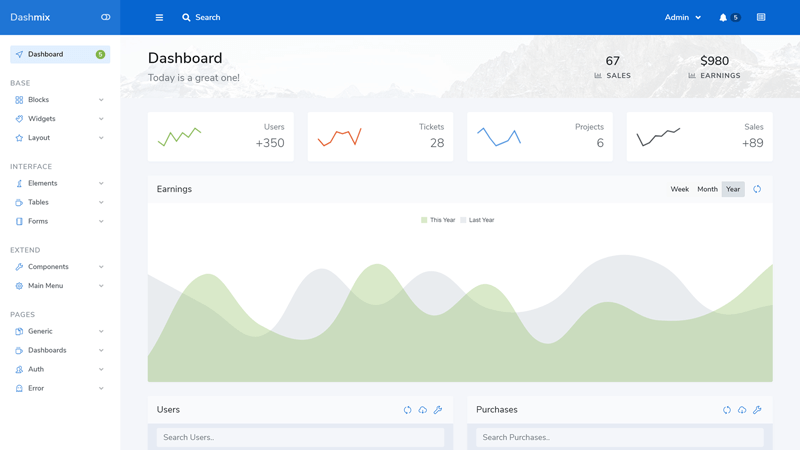 Dashmix
Search
Admin
5
Dashboard
5
BASE
Blocks
Widgets
Layout
INTERFACE
Elements
Tables
Forms
EXTEND
Components
Main Menu
PAGES
Generic
Dashboards
Auth
Error
Dashboard
Today is a great one!
67
SALES
$980
EARNINGS
Users
+350
Tickets
28
Projects
6
Sales
+89
Earnings
Week Month Year
This Year Last Year
Users
Search Users..
Purchases
Search Purchases..